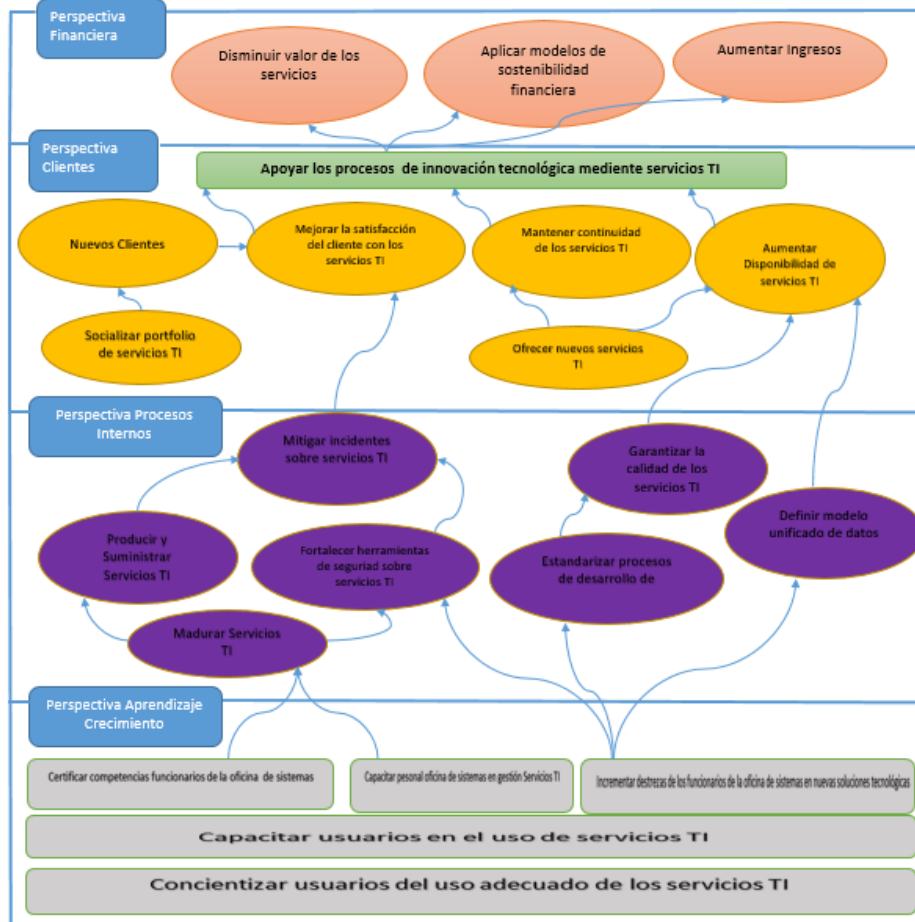 Perspectiva
Financiera
Disminuir valor de los
servicios
Aplicar modelos de
sostenibilidad
financiera
Aumentar Ingresos
Perspectiva
Clientes
Apoyar los procesos de innovación tecnológica mediente servicios TI
Nuevos Clientes
Mejorar la satisfacción
del cliente con los
servicios TI
Mantener continuidad
de los servicios TI
Aumentar
Disponibilidad de
servicios TI
Socializar portfolio
de servicios TI
Ofrecer nuevos servicios
TI
Perspectiva Procesos
Internos
Mitigar incidentes
sobre servicios TI
Garantizar la
calidad de los
servicios TI
Definir modelo
unificado de datos
Producir y
Suministrar
Servicios TI
Fortalecer herramientas
de seguriad sobre
servicios TI
Estandarizar procesos
de desarrollo de
Madurar Servicios
TI
Perspectiva Aprendizaje
Crecimiento
Certificar competencias funcionarios de la oficina de sistemas
Capacitar pesonal oficina de sistemas en gestión Servicios TI
Incrementar destrecas de los funcionarios de la oficina de sistemas en nuevas soluciones tecnológicas
Capacitar usuarios en el uso de servicios TI
Concientizar usuarios del uso adecuado de los servicios TI